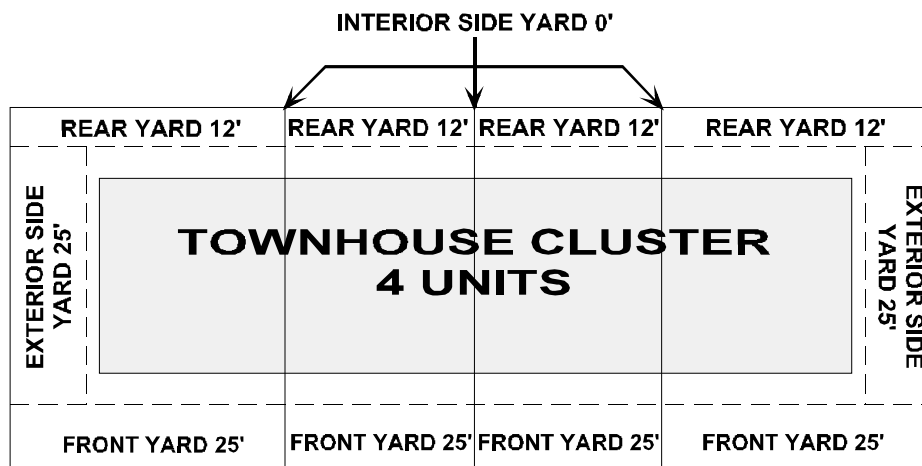 INTERIOR SIDE YARD 0'
REAR YARD 12'
REAR YARD 12'
REAR YARD 12'
REAR YARD 12'
EXTERIOR SIDE
YARD 25'
TOWNHOUSE CLUSTER
4 UNITS
EXTERIOR SIDE
YARD 25'
FRONT YARD 25'
FRONT YARD 25'
FRONT YARD 25'
FRONT YARD 25'